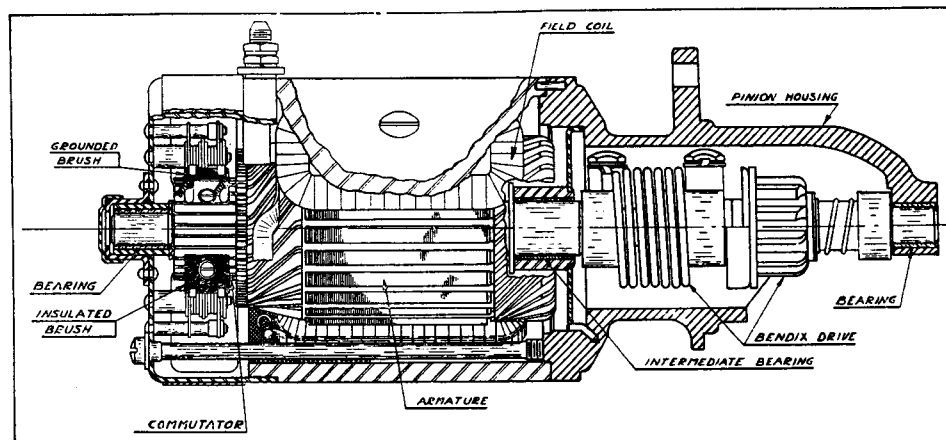 FIELD COIL
PINION HOUSING
GROUNDED
BRUSH
BEARING
INSULATED
BRUSH
BEARING
BENDIX DRIVE
INTERMEDIATE BEARING
ARMATURE
COMMUTATOR